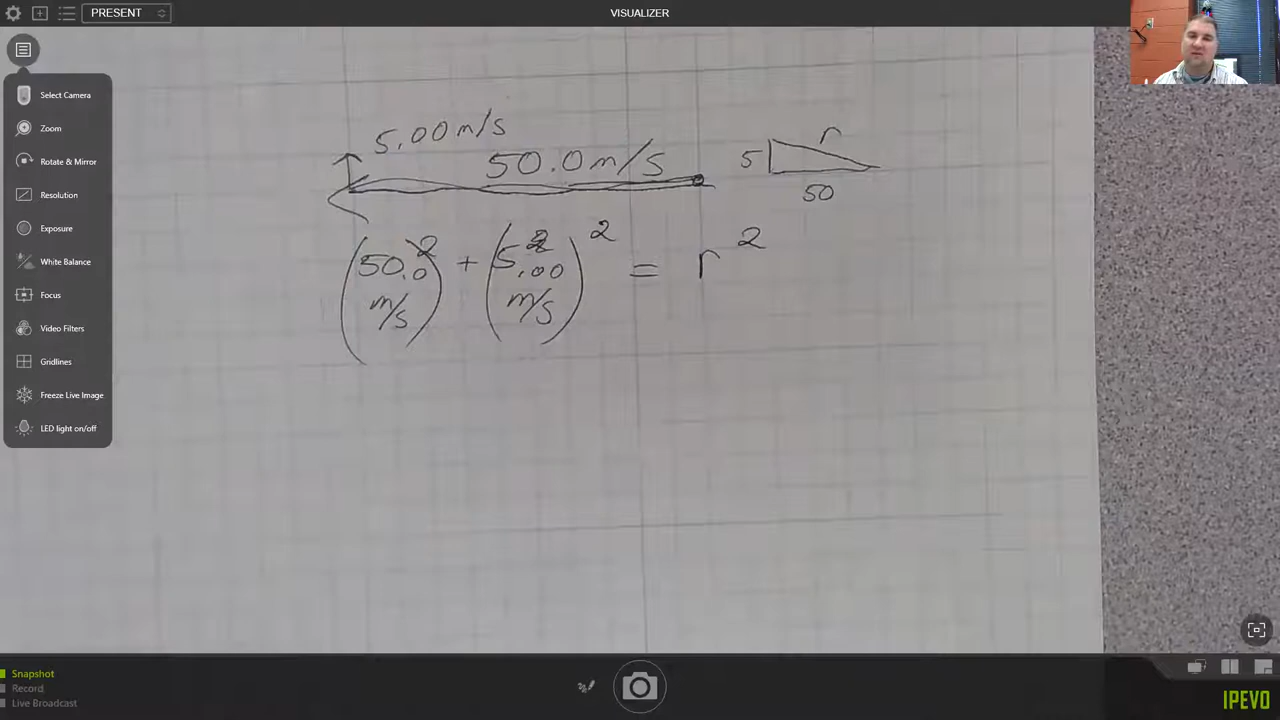 PRESENT
VISUALIZER
Select Camera
Zoom
Rotate & Mirror
Resolution
Exposure
White Balance
Focus
Video Filters
Gridlines
Freeze Live Image
LED light on/off
5.00 m/s
50.0 m/s
5
r
50
(50.0 m/s)² + (5.00 m/s)² = r²
Snapshot
Record
Live Broadcast
IPEVO